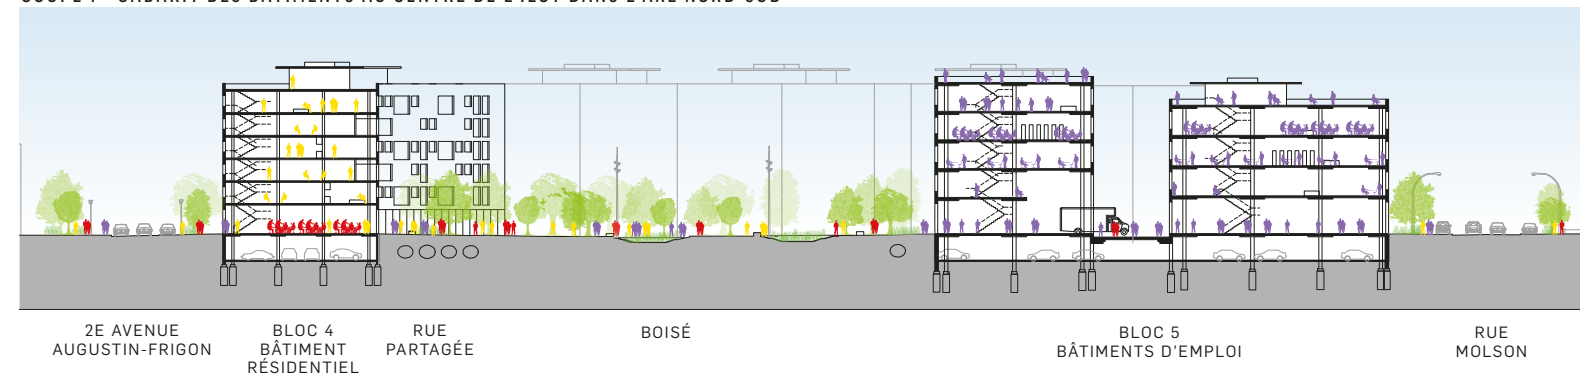 2E AVENUE
AUGUSTIN-FRIGON
BLOC 4
BÂTIMENT
RÉSIDENTIEL
RUE
PARTAGÉE
BOISÉ
BLOC 5
BÂTIMENTS D'EMPLOI
RUE
MOLSON